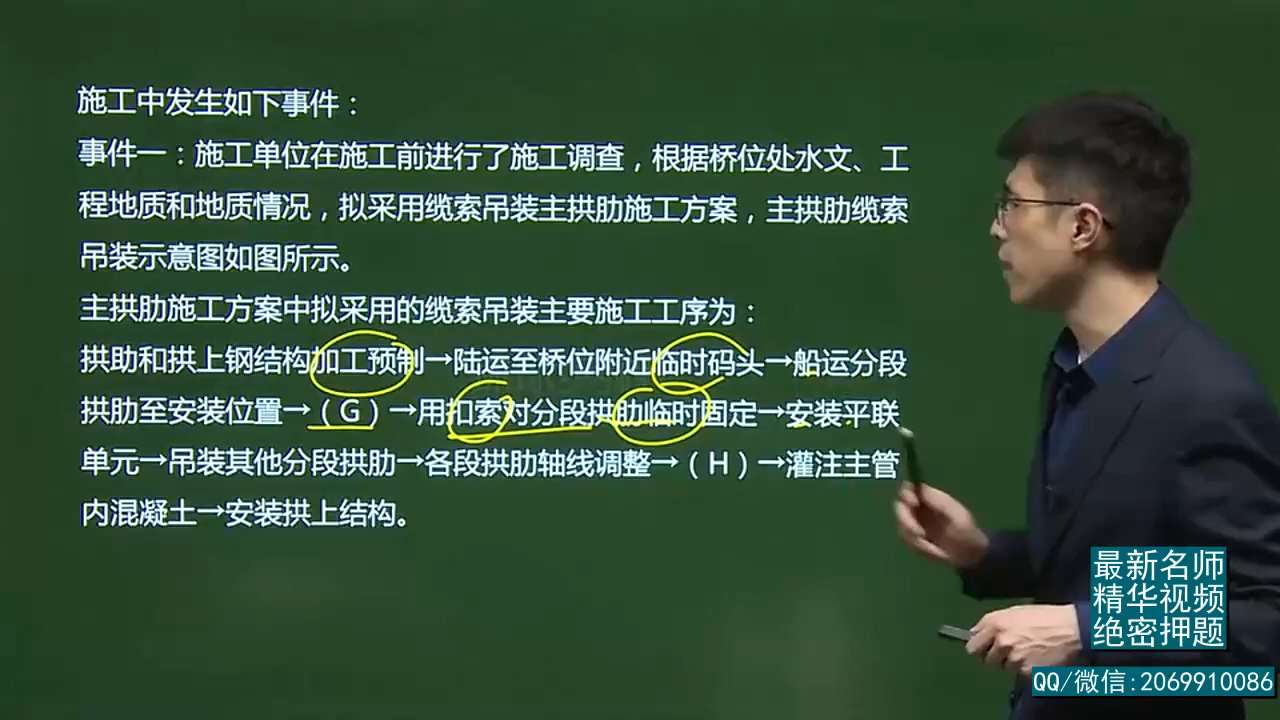 施工中发生如下事件：
事件一：施工单位在施工前进行了施工调查，根据桥位处水文、工
程地质和地质情况，拟采用缆索吊装主拱肋施工方案，主拱肋缆索
吊装示意图如图所示。
主拱肋施工方案中拟采用的缆索吊装主要施工工序为：
拱助和拱上钢结构加工预制→陆运至桥位附近临时码头→船运分段
拱肋至安装位置→（G）→用扣索对分段拱肋临时固定→安装平联
单元→吊装其他分段拱肋→各段拱肋轴线调整→（H）→灌注主管
内混凝土→安装拱上结构。
最新名师
精华视频
绝密押题
QQ/微信:2069910086